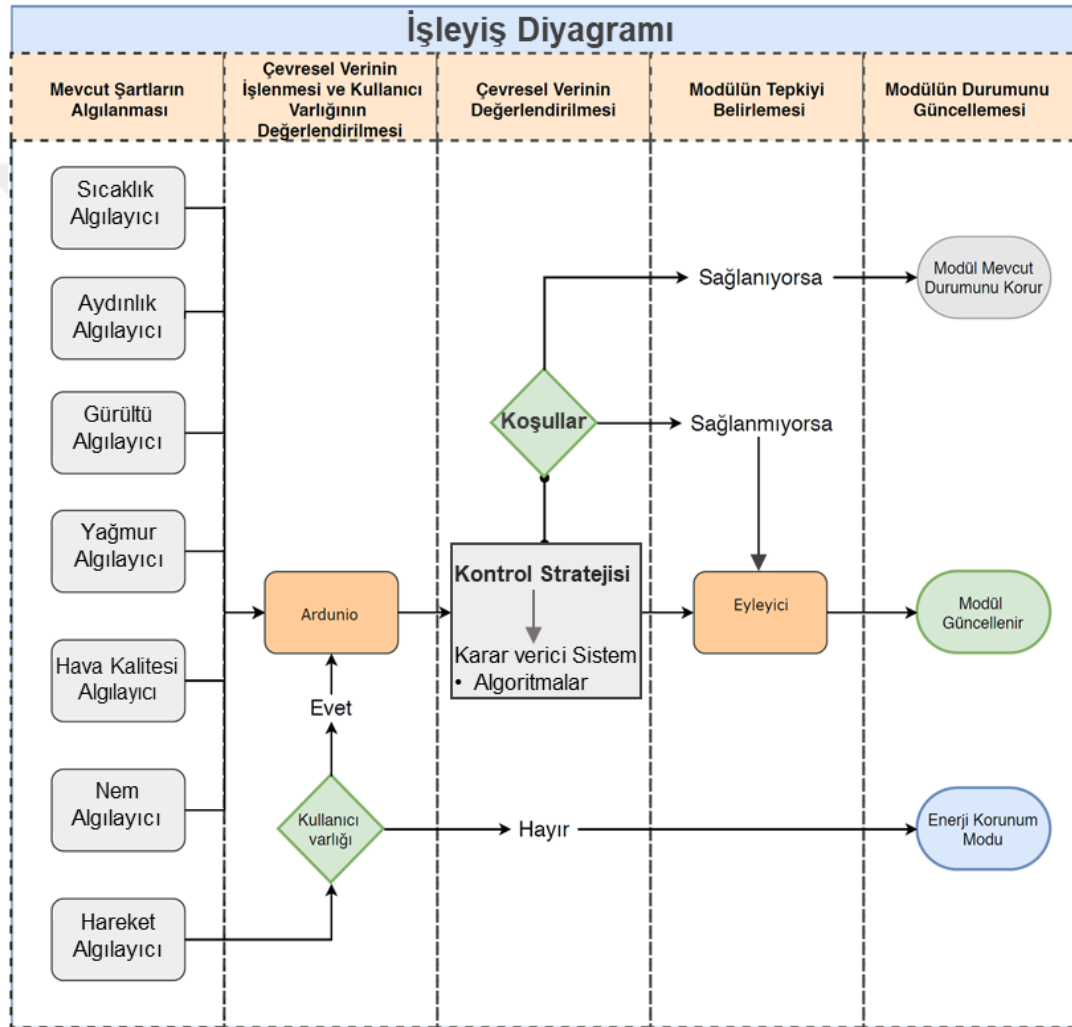 İşleyiş Diyagramı
Mevcut Şartların
Algılanması
Çevresel Verinin
İşlenmesi ve Kullanıcı
Varlığının
Değerlendirilmesi
Çevresel Verinin
Değerlendirilmesi
Modülün Tepkiyi
Belirlemesi
Modülün Durumunu
Güncellemesi
Sıcaklık
Algılayıcı
Aydınlık
Algılayıcı
Gürültü
Algılayıcı
Yağmur
Algılayıcı
Hava Kalitesi
Algılayıcı
Nem
Algılayıcı
Hareket
Algılayıcı
Ardunio
Evet
Kullanıcı
varlığı
Hayır
Koşullar
Kontrol Stratejisi
Karar verici Sistem
• Algoritmalar
Sağlanıyorsa
Sağlanmıyorsa
Eyleyici
Modül Mevcut
Durumunu Korur
Modül
Güncellenir
Enerji Korunum
Modu